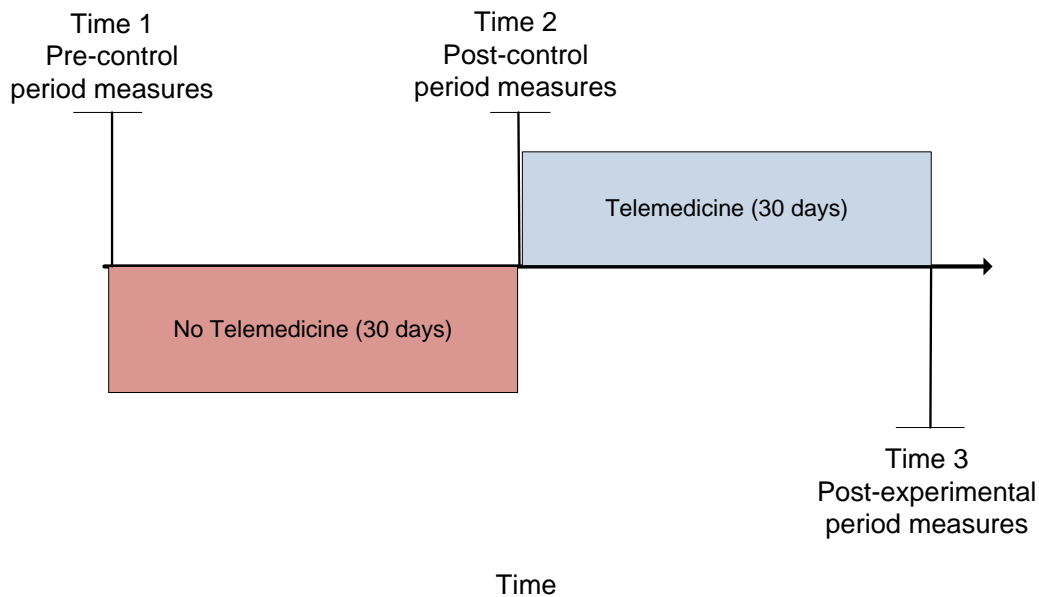 Time 1
Pre-control
period measures
Time 2
Post-control
period measures
Telemedicine (30 days)
No Telemedicine (30 days)
Time 3
Post-experimental
period measures
Time